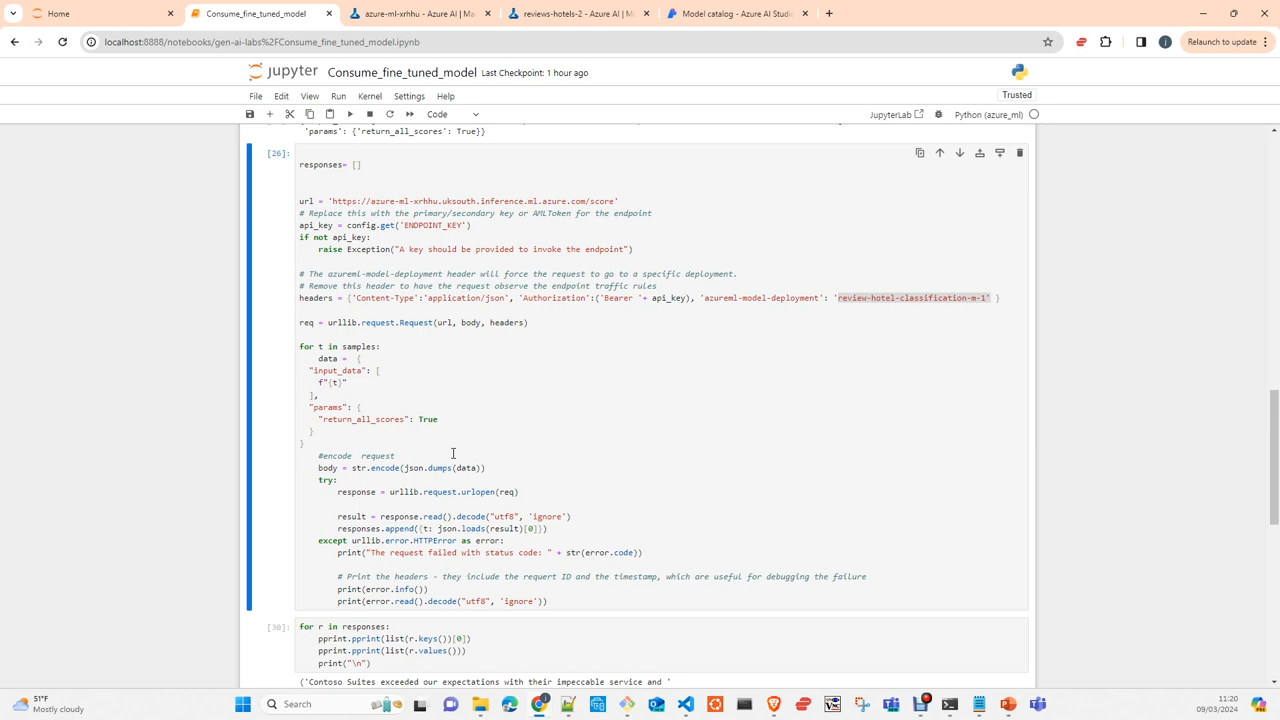 Home
Consume_fine_tuned_model
azure-ml-xrhhu - Azure AI | Mac
reviews-hotels-2 - Azure AI | M
Model catalog - Azure AI Studio
localhost:8888/notebooks/gen-ai-labs%2FConsume_fine_tuned_model.ipynb
Relaunch to update
jupyter Consume_fine_tuned_model Last Checkpoint: 1 hour ago
File Edit View Run Kernel Settings Help
Trusted
Code
JupyterLab
Python (azure_ml)
'params': {'return_all_scores': True}}
[26]:
responses= []
url = 'https://azure-ml-xrhhu.uksouth.inference.ml.azure.com/score'
# Replace this with the primary/secondary key or AMLToken for the endpoint
api_key = config.get('ENDPOINT_KEY')
if not api_key:
raise Exception("A key should be provided to invoke the endpoint")
# The azureml-model-deployment header will force the request to go to a specific deployment.
# Remove this header to have the request observe the endpoint traffic rules
headers = {'Content-Type':'application/json', 'Authorization':('Bearer '+ api_key), 'azureml-model-deployment': 'review-hotel-classification-m-1' }
req = urllib.request.Request(url, body, headers)
for t in samples:
data = {
"input_data": [
f"{t}"
],
"params": {
"return_all_scores": True
}
}
#encode request
body = str.encode(json.dumps(data))
try:
response = urllib.request.urlopen(req)
result = response.read().decode("utf8", 'ignore')
responses.append({t: json.loads(result)[0]})
except urllib.error.HTTPError as error:
print("The request failed with status code: " + str(error.code))
# Print the headers - they include the requert ID and the timestamp, which are useful for debugging the failure
print(error.info())
print(error.read().decode("utf8", 'ignore'))
[30]:
for r in responses:
pprint.pprint(list(r.keys())[0])
pprint.pprint(list(r.values()))
print("\n")
('Contoso Suites exceeded our expectations with their impeccable service and '
51°F
Mostly cloudy
Search
11:20
09/03/2024